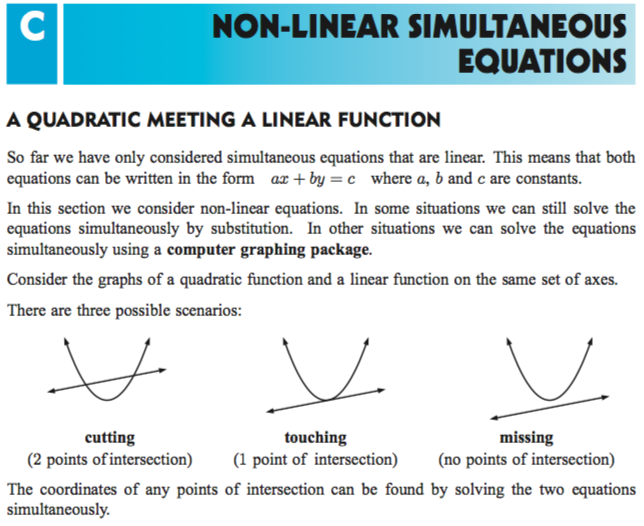 C
NON-LINEAR SIMULTANEOUS
EQUATIONS
A QUADRATIC MEETING A LINEAR FUNCTION
So far we have only considered simultaneous equations that are linear. This means that both
equations can be written in the form ax + by = c where a, b and c are constants.
In this section we consider non-linear equations. In some situations we can still solve the
equations simultaneously by substitution. In other situations we can solve the equations
simultaneously using a computer graphing package.
Consider the graphs of a quadratic function and a linear function on the same set of axes.
There are three possible scenarios:
cutting
(2 points of intersection)
touching
(1 point of intersection)
missing
(no points of intersection)
The coordinates of any points of intersection can be found by solving the two equations
simultaneously.